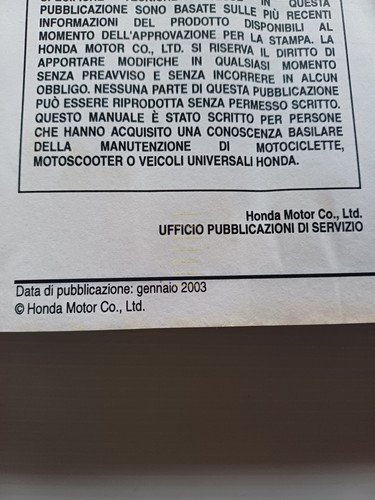 SPECIFICHE TECNICHE IN QUESTA
PUBBLICAZIONE SONO BASATE SULLE PIÙ RECENTI
INFORMAZIONI DEL PRODOTTO DISPONIBILI AL
MOMENTO DELL'APPROVAZIONE PER LA STAMPA. LA
HONDA MOTOR CO., LTD. SI RISERVA IL DIRITTO DI
APPORTARE MODIFICHE IN QUALSIASI MOMENTO
SENZA PREAVVISO E SENZA INCORRERE IN ALCUN
OBBLIGO. NESSUNA PARTE DI QUESTA PUBBLICAZIONE
PUÒ ESSERE RIPRODOTTA SENZA PERMESSO SCRITTO.
QUESTO MANUALE È STATO SCRITTO PER PERSONE
CHE HANNO ACQUISITO UNA CONOSCENZA BASILARE
DELLA MANUTENZIONE DI MOTOCICLETTE,
MOTOSCOOTER O VEICOLI UNIVERSALI HONDA.
Honda Motor Co., Ltd.
UFFICIO PUBBLICAZIONI DI SERVIZIO
Data di pubblicazione: gennaio 2003
© Honda Motor Co., Ltd.